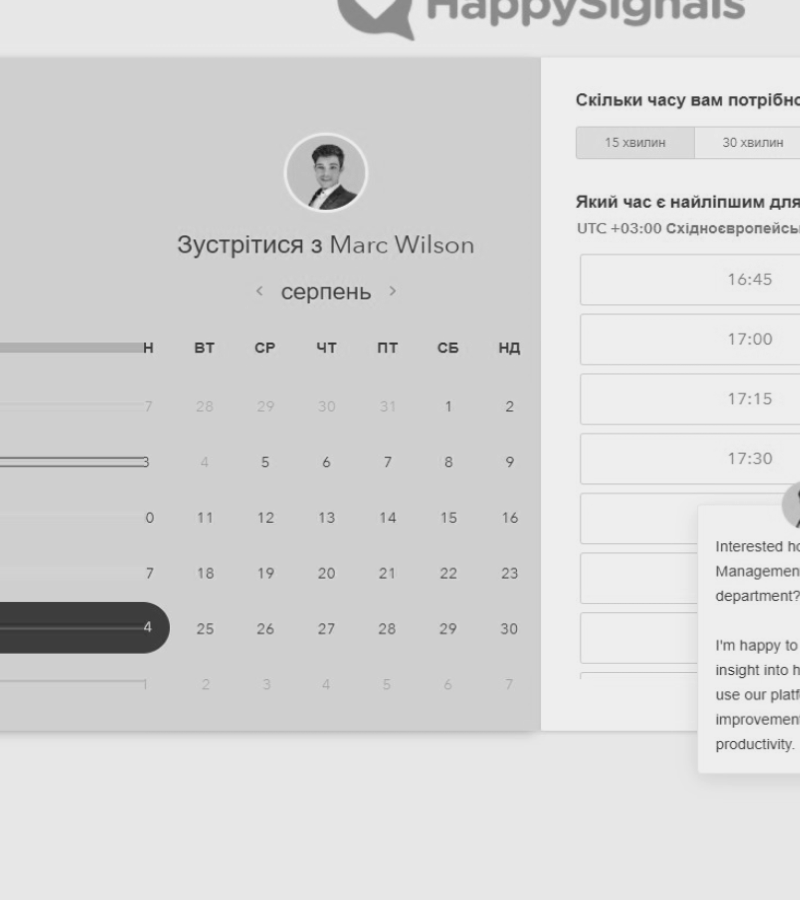 HappySignals
Зустрітися з Marc Wilson
серпень
Н ВТ СР ЧТ ПТ СБ НД
7 28 29 30 31 1 2
3 4 5 6 7 8 9
0 11 12 13 14 15 16
7 18 19 20 21 22 23
4 25 26 27 28 29 30
1 2 3 4 5 6 7
Скільки часу вам потрібно
15 хвилин 30 хвилин
Який час є найліпшим для
UTC +03:00 Східноєвропейсь
16:45
17:00
17:15
17:30
Interested ho
Managemen
department?
I'm happy to
insight into h
use our platf
improvement
productivity.